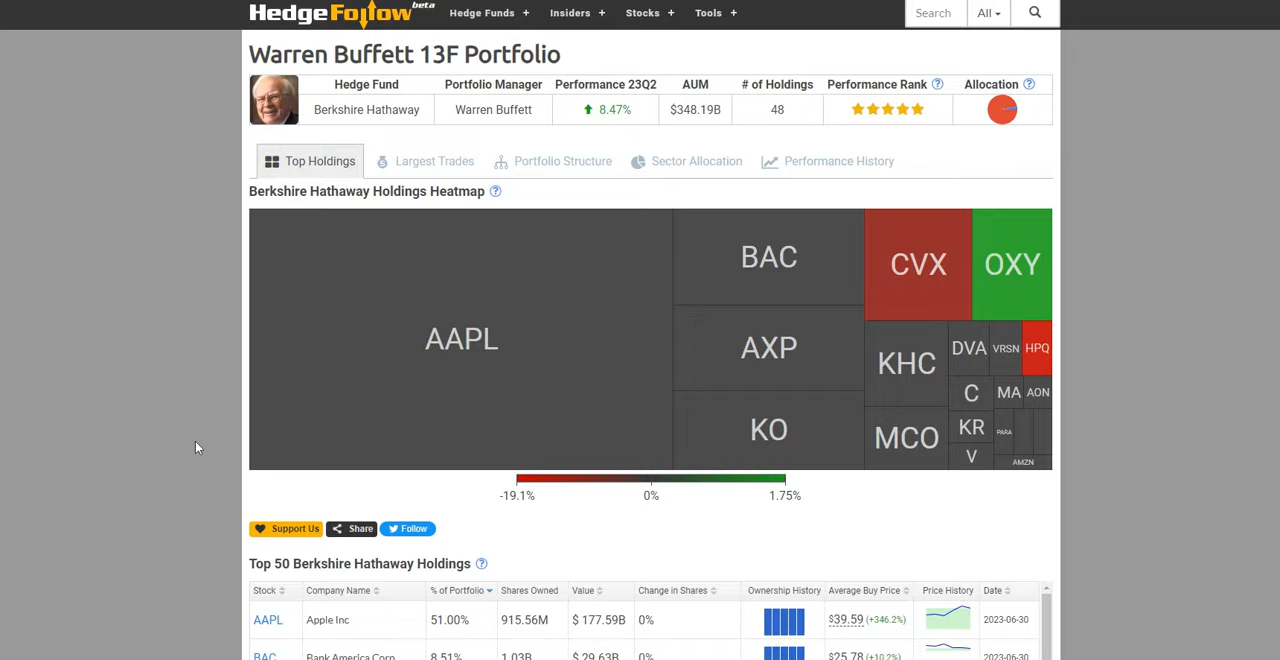 HedgeFollow beta Hedge Funds + Insiders + Stocks + Tools + Search All
Warren Buffett 13F Portfolio
Hedge Fund Portfolio Manager Performance 23Q2 AUM # of Holdings Performance Rank ? Allocation ?
Berkshire Hathaway Warren Buffett 8.47% $348.19B 48
Top Holdings Largest Trades Portfolio Structure Sector Allocation Performance History
Berkshire Hathaway Holdings Heatmap ?
AAPL
BAC
AXP
KO
CVX
OXY
KHC
MCO
DVA
VRSN
HPQ
C
MA
AON
KR
PARA
V
AMZN
-19.1% 0% 1.75%
Support Us Share Follow
Top 50 Berkshire Hathaway Holdings ?
Stock Company Name % of Portfolio Shares Owned Value Change in Shares Ownership History Average Buy Price Price History Date
AAPL Apple Inc 51.00% 915.56M $ 177.59B 0% $39.59 (+346.2%) 2023-06-30
BAC Bank America Corp 8.51% 1.03B $ 29.63B 0% $25.78 (+10.2%) 2023-06-30